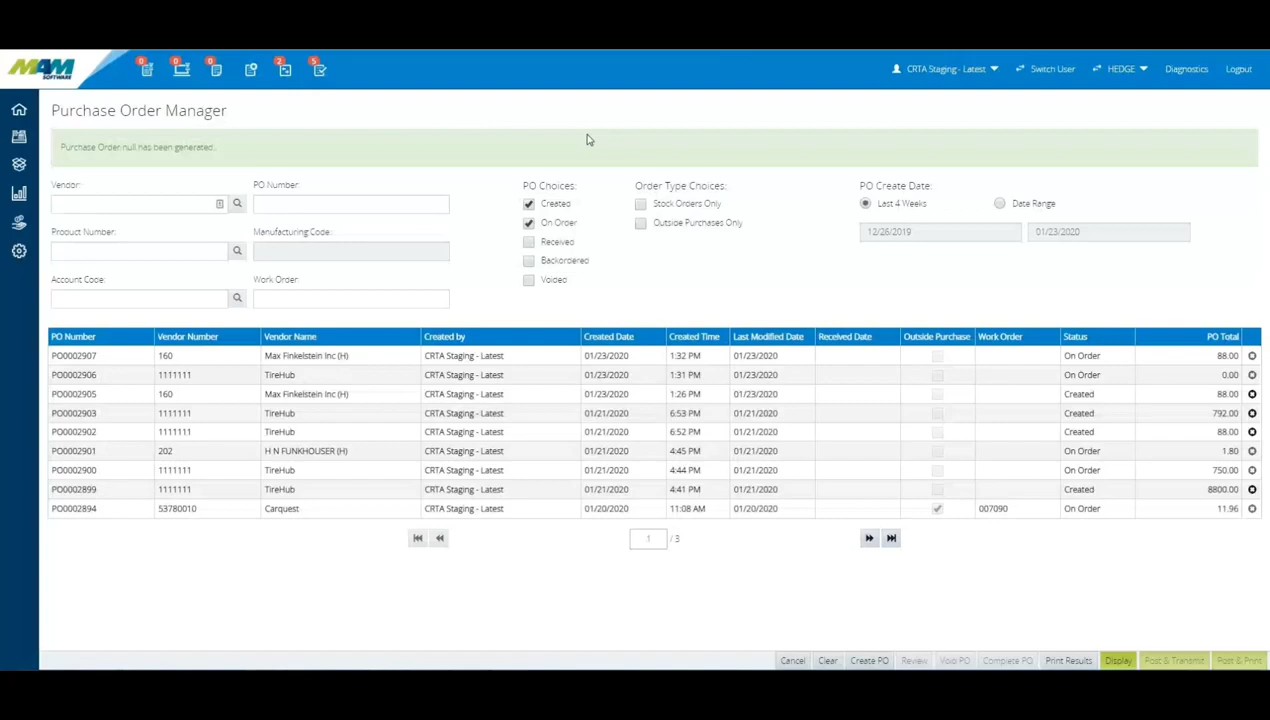 MAM SOFTWARE
0 0 0 2 5
CRTA Staging - Latest Switch User HEDGE Diagnostics Logout
Purchase Order Manager
Purchase Order null has been generated.
Vendor: PO Number: PO Choices: Order Type Choices: PO Create Date:
Created Stock Orders Only Last 4 Weeks Date Range
On Order Outside Purchases Only
Product Number: Manufacturing Code: 12/26/2019 01/23/2020
Received
Backordered
Account Code: Work Order: Voided
PO Number Vendor Number Vendor Name Created by Created Date Created Time Last Modified Date Received Date Outside Purchase Work Order Status PO Total
PO0002907 160 Max Finkelstein Inc (H) CRTA Staging - Latest 01/23/2020 1:32 PM 01/23/2020 On Order 88.00
PO0002906 1111111 TireHub CRTA Staging - Latest 01/23/2020 1:31 PM 01/23/2020 On Order 0.00
PO0002905 160 Max Finkelstein Inc (H) CRTA Staging - Latest 01/23/2020 1:26 PM 01/23/2020 Created 88.00
PO0002903 1111111 TireHub CRTA Staging - Latest 01/21/2020 6:53 PM 01/21/2020 Created 792.00
PO0002902 1111111 TireHub CRTA Staging - Latest 01/21/2020 6:52 PM 01/21/2020 Created 88.00
PO0002901 202 H N FUNKHOUSER (H) CRTA Staging - Latest 01/21/2020 4:45 PM 01/21/2020 On Order 1.80
PO0002900 1111111 TireHub CRTA Staging - Latest 01/21/2020 4:44 PM 01/21/2020 On Order 750.00
PO0002899 1111111 TireHub CRTA Staging - Latest 01/21/2020 4:41 PM 01/21/2020 Created 8800.00
PO0002894 53780010 Carquest CRTA Staging - Latest 01/20/2020 11:08 AM 01/20/2020 007090 On Order 11.96
1 / 3
Cancel Clear Create PO Review Void PO Complete PO Print Results Display Post & Transmit Post & Print